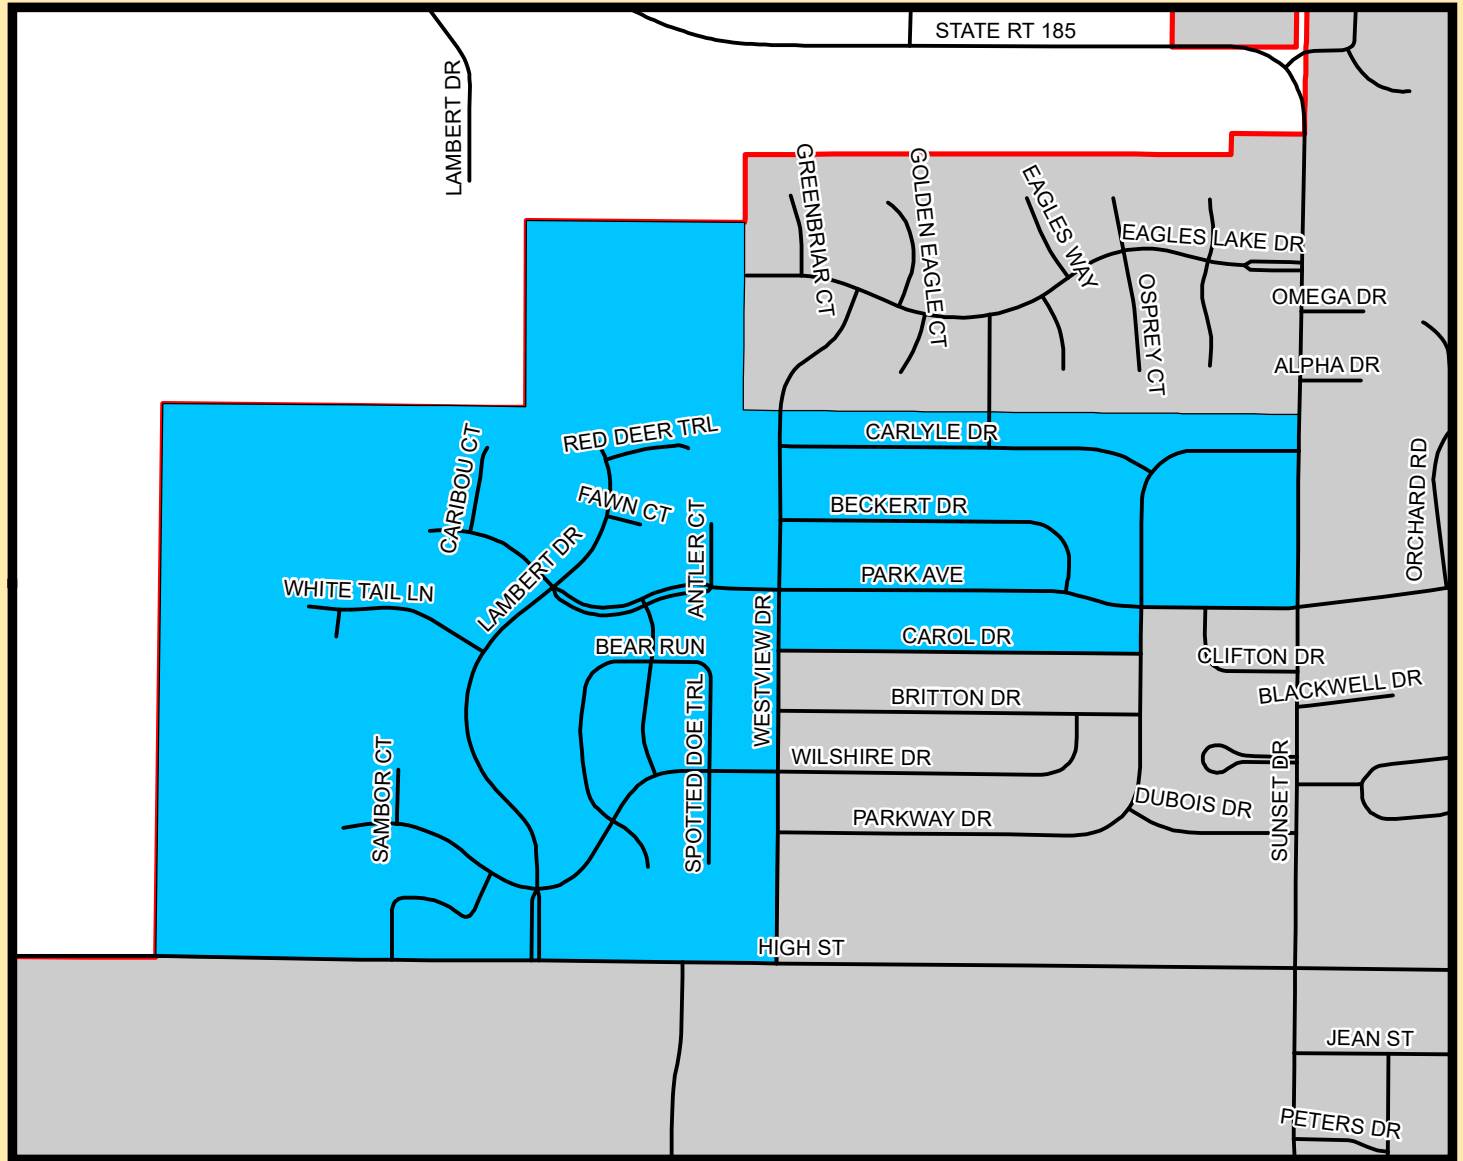 STATE RT 185
LAMBERT DR
GREENBRIAR CT
GOLDEN EAGLE CT
EAGLES WAY
EAGLES LAKE DR
OSPREY CT
OMEGA DR
ALPHA DR
CARLYLE DR
RED DEER TRL
CARIBOU CT
FAWN CT
ANTLER CT
BECKERT DR
ORCHARD RD
LAMBERT DR
PARK AVE
WHITE TAIL LN
WESTVIEW DR
BEAR RUN
CAROL DR
CLIFTON DR
BLACKWELL DR
BRITTON DR
SPOTTED DOE TRL
SAMBOR CT
WILSHIRE DR
SUNSET DR
DUBOIS DR
PARKWAY DR
HIGH ST
JEAN ST
PETERS DR